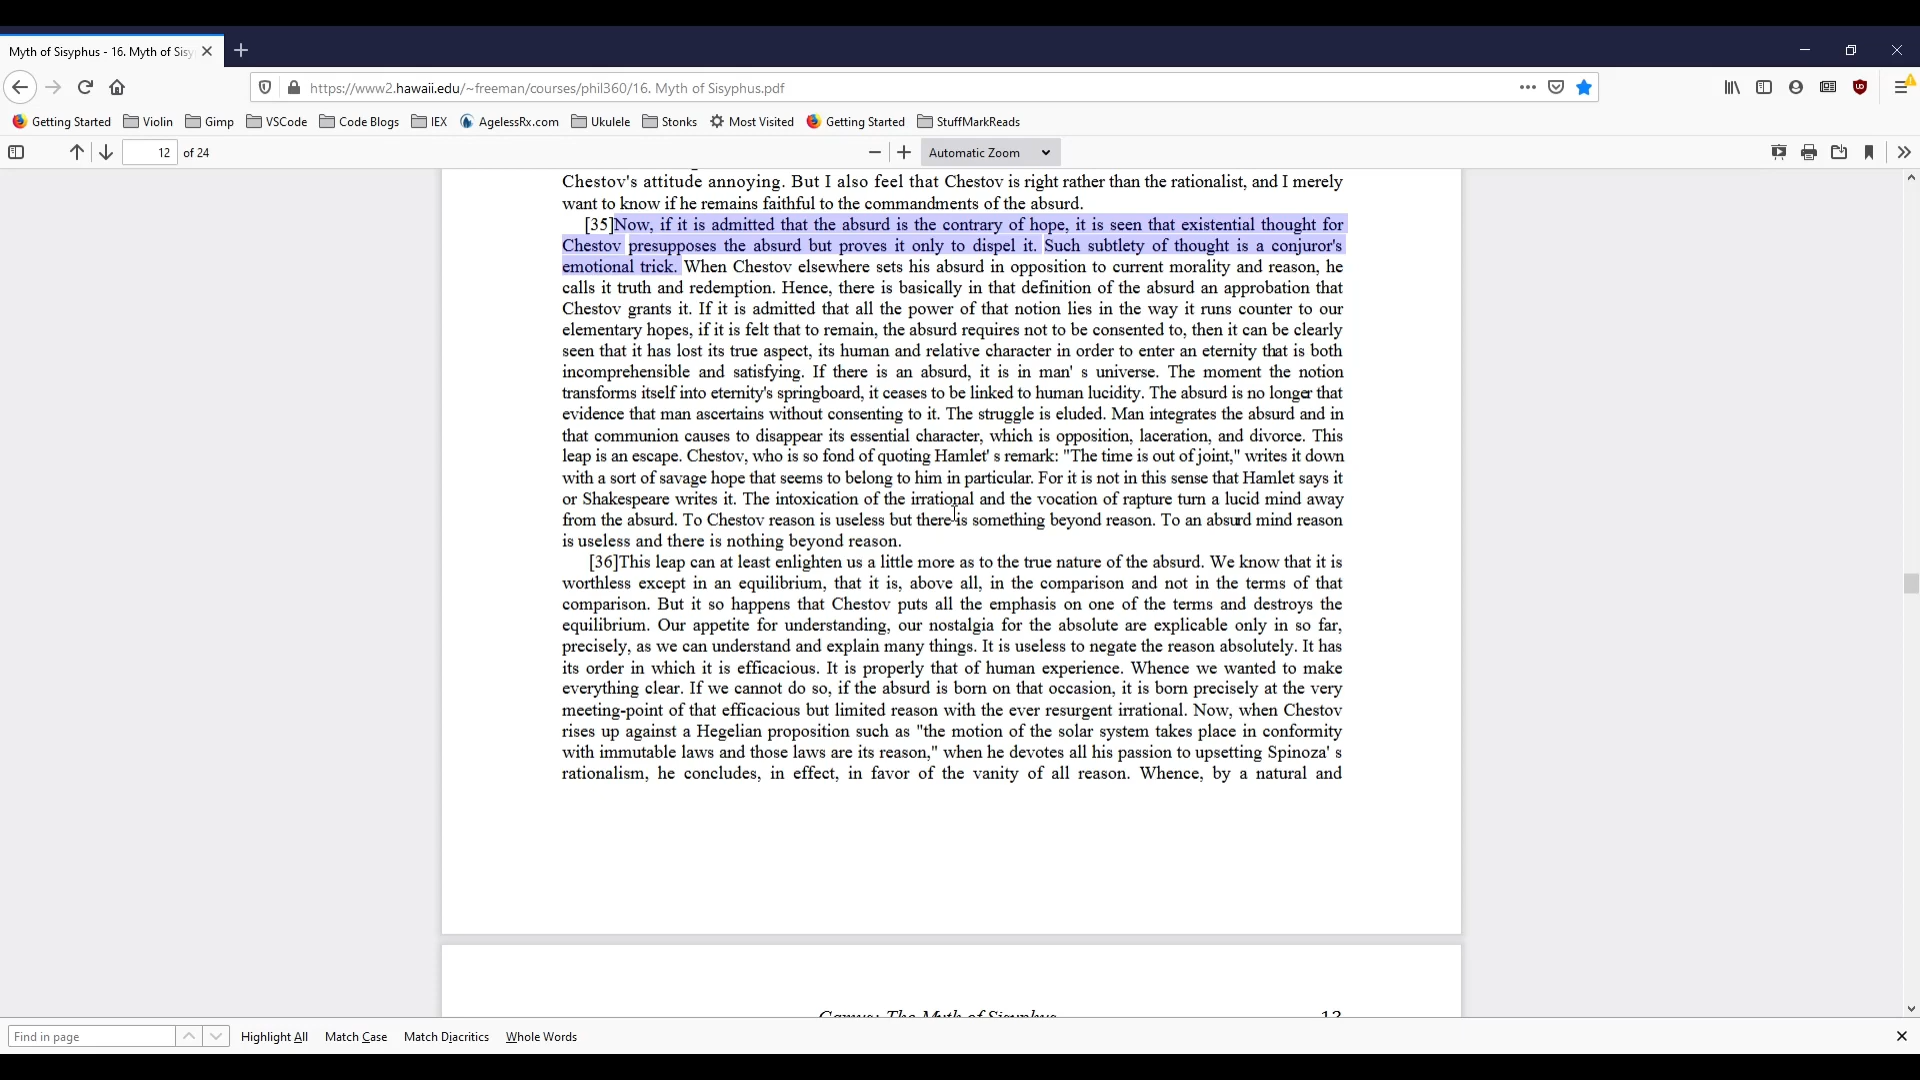 Myth of Sisyphus - 16. Myth of Sisy
https://www2.hawaii.edu/~freeman/courses/phil360/16. Myth of Sisyphus.pdf
Getting Started Violin Gimp VSCode Code Blogs IEX AgelessRx.com Ukulele Stonks Most Visited Getting Started StuffMarkReads
12 of 24 Automatic Zoom
Chestov's attitude annoying. But I also feel that Chestov is right rather than the rationalist, and I merely
want to know if he remains faithful to the commandments of the absurd.
[35]Now, if it is admitted that the absurd is the contrary of hope, it is seen that existential thought for
Chestov presupposes the absurd but proves it only to dispel it. Such subtlety of thought is a conjuror's
emotional trick. When Chestov elsewhere sets his absurd in opposition to current morality and reason, he
calls it truth and redemption. Hence, there is basically in that definition of the absurd an approbation that
Chestov grants it. If it is admitted that all the power of that notion lies in the way it runs counter to our
elementary hopes, if it is felt that to remain, the absurd requires not to be consented to, then it can be clearly
seen that it has lost its true aspect, its human and relative character in order to enter an eternity that is both
incomprehensible and satisfying. If there is an absurd, it is in man' s universe. The moment the notion
transforms itself into eternity's springboard, it ceases to be linked to human lucidity. The absurd is no longer that
evidence that man ascertains without consenting to it. The struggle is eluded. Man integrates the absurd and in
that communion causes to disappear its essential character, which is opposition, laceration, and divorce. This
leap is an escape. Chestov, who is so fond of quoting Hamlet' s remark: "The time is out of joint," writes it down
with a sort of savage hope that seems to belong to him in particular. For it is not in this sense that Hamlet says it
or Shakespeare writes it. The intoxication of the irrational and the vocation of rapture turn a lucid mind away
from the absurd. To Chestov reason is useless but there is something beyond reason. To an absurd mind reason
is useless and there is nothing beyond reason.
[36]This leap can at least enlighten us a little more as to the true nature of the absurd. We know that it is
worthless except in an equilibrium, that it is, above all, in the comparison and not in the terms of that
comparison. But it so happens that Chestov puts all the emphasis on one of the terms and destroys the
equilibrium. Our appetite for understanding, our nostalgia for the absolute are explicable only in so far,
precisely, as we can understand and explain many things. It is useless to negate the reason absolutely. It has
its order in which it is efficacious. It is properly that of human experience. Whence we wanted to make
everything clear. If we cannot do so, if the absurd is born on that occasion, it is born precisely at the very
meeting-point of that efficacious but limited reason with the ever resurgent irrational. Now, when Chestov
rises up against a Hegelian proposition such as "the motion of the solar system takes place in conformity
with immutable laws and those laws are its reason," when he devotes all his passion to upsetting Spinoza' s
rationalism, he concludes, in effect, in favor of the vanity of all reason. Whence, by a natural and
Camus: The Myth of Sisyphus 13
Find in page Highlight All Match Case Match Diacritics Whole Words